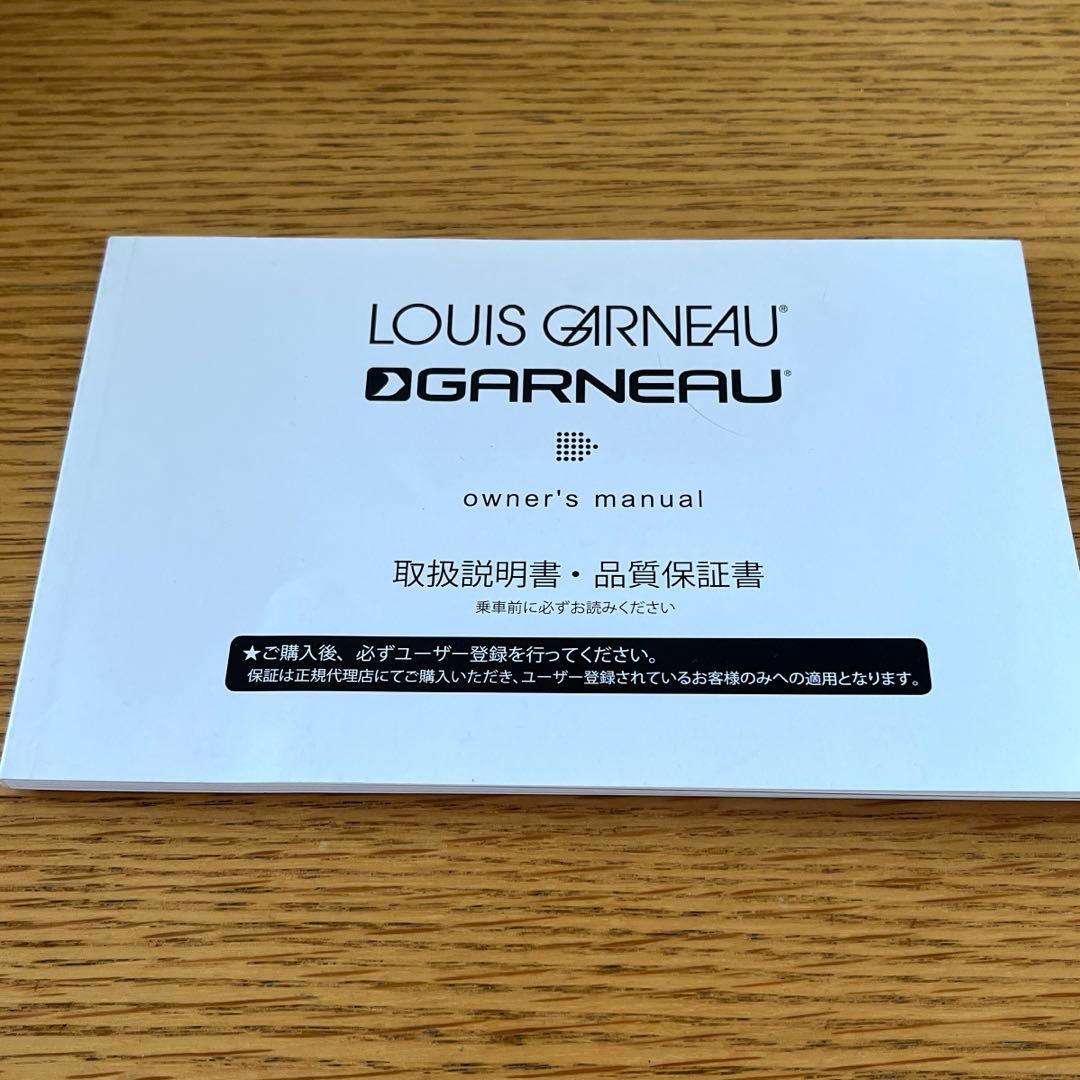 LOUIS GARNEAU®
GARNEAU®
owner's manual
取扱説明書・品質保証書
乗車前に必ずお読みください
★ご購入後、必ずユーザー登録を行ってください。
保証は正規代理店にてご購入いただき、ユーザー登録されているお客様のみへの適用となります。